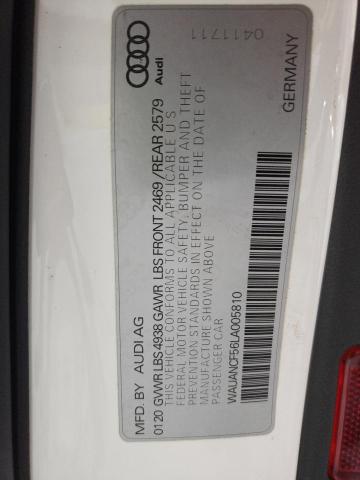 MFD. BY AUDI AG
0120 GVWR LBS 4938 GAWR LBS FRONT 2469 /REAR 2579
THIS VEHICLE CONFORMS TO ALL APPLICABLE U S
FEDERAL MOTOR VEHICLE SAFETY, BUMPER AND THEFT
PREVENTION STANDARDS IN EFFECT ON THE DATE OF
MANUFACTURE SHOWN ABOVE
PASSENGER CAR
WAUANCF56LA005810
Audi
0411711
GERMANY